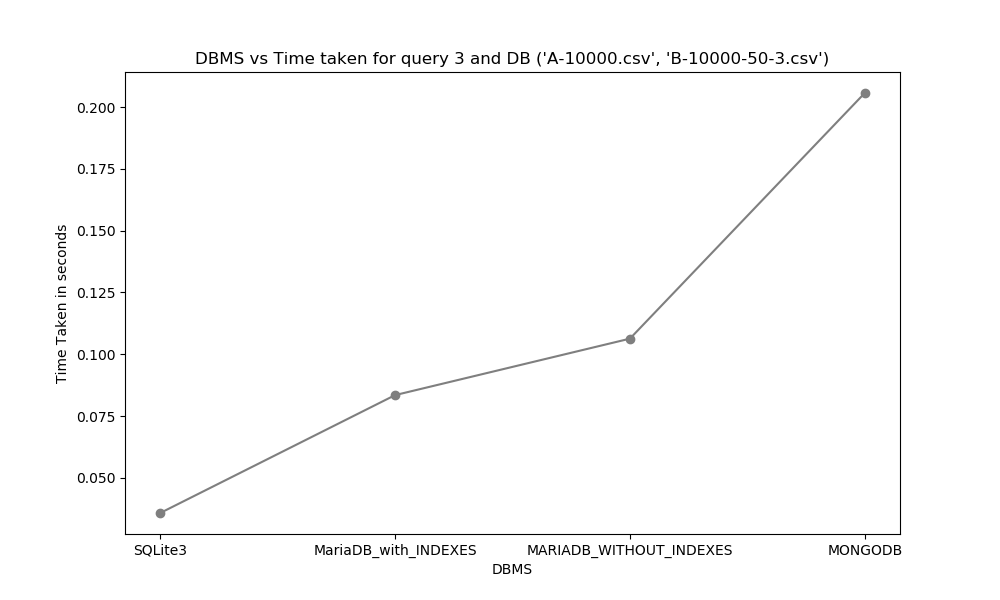 DBMS vs Time taken for query 3 and DB ('A-10000.csv', 'B-10000-50-3.csv')
0.200
0.175
0.150
0.125
0.100
0.075
0.050
Time Taken in seconds
SQLite3 MariaDB_with_INDEXES MARIADB_WITHOUT_INDEXES MONGODB
DBMS